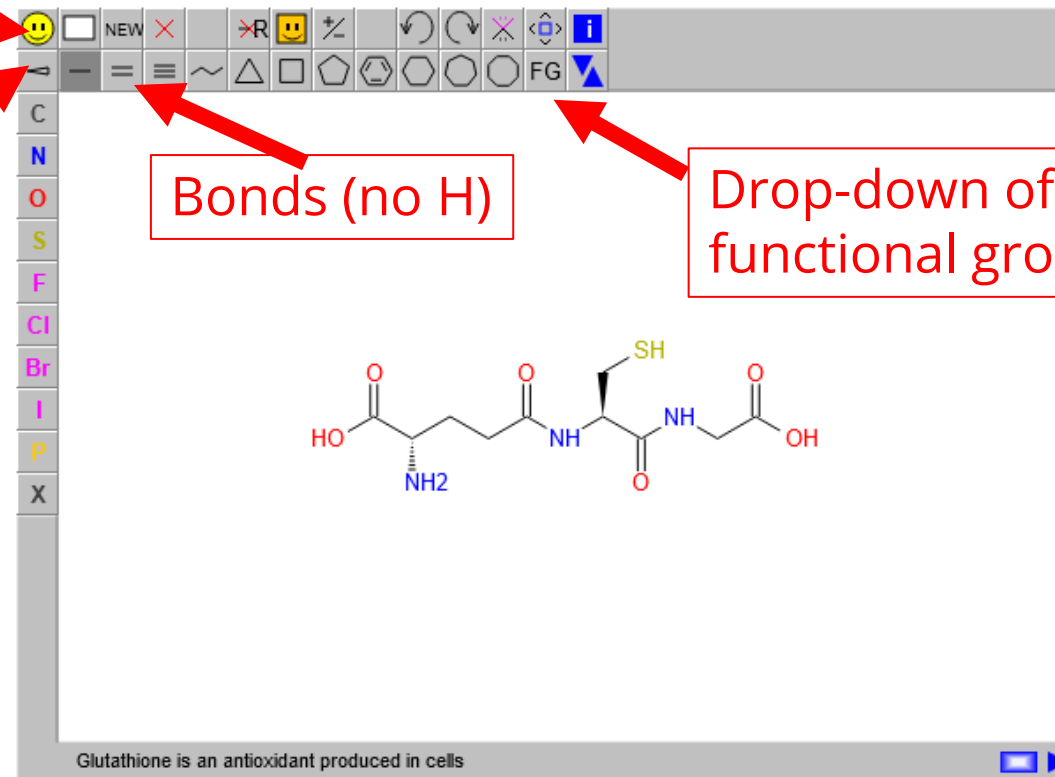 NEW R +/- i
FG
C
N
O
S
F
Cl
Br
I
P
X
Bonds (no H)
Drop-down of
functional gro
SH
O O O
NH
HO NH OH
NH2 O
Glutathione is an antioxidant produced in cells